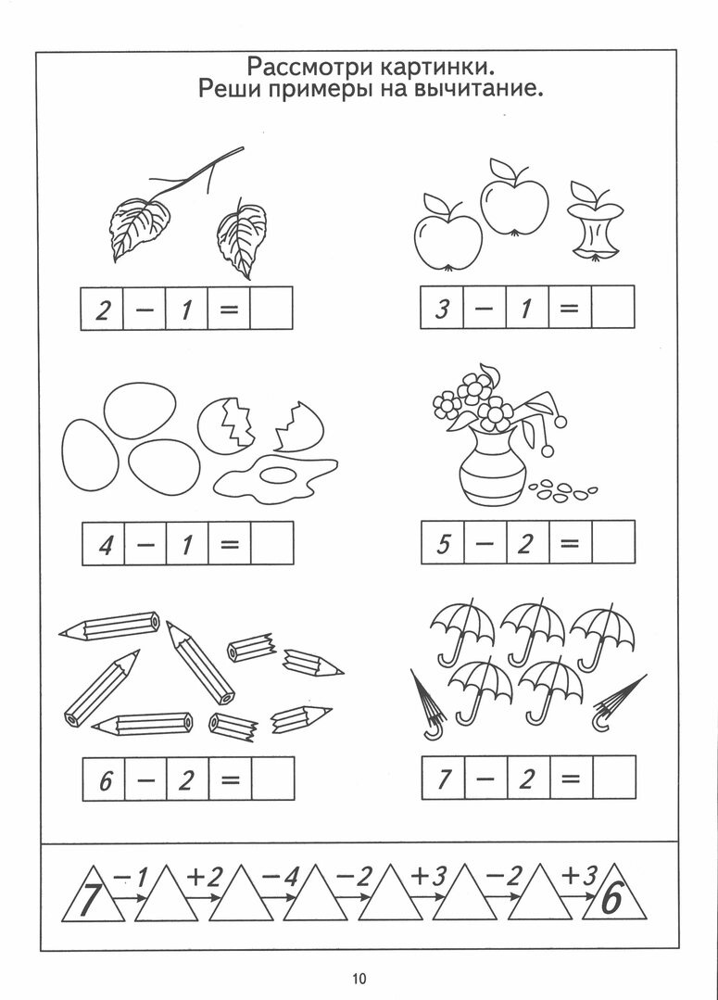 Рассмотри картинки.
Реши примеры на вычитание.
2 – 1 =
3 – 1 =
4 – 1 =
5 – 2 =
6 – 2 =
7 – 2 =
7 –1 +2 –4 –2 +3 –2 +3 6
10